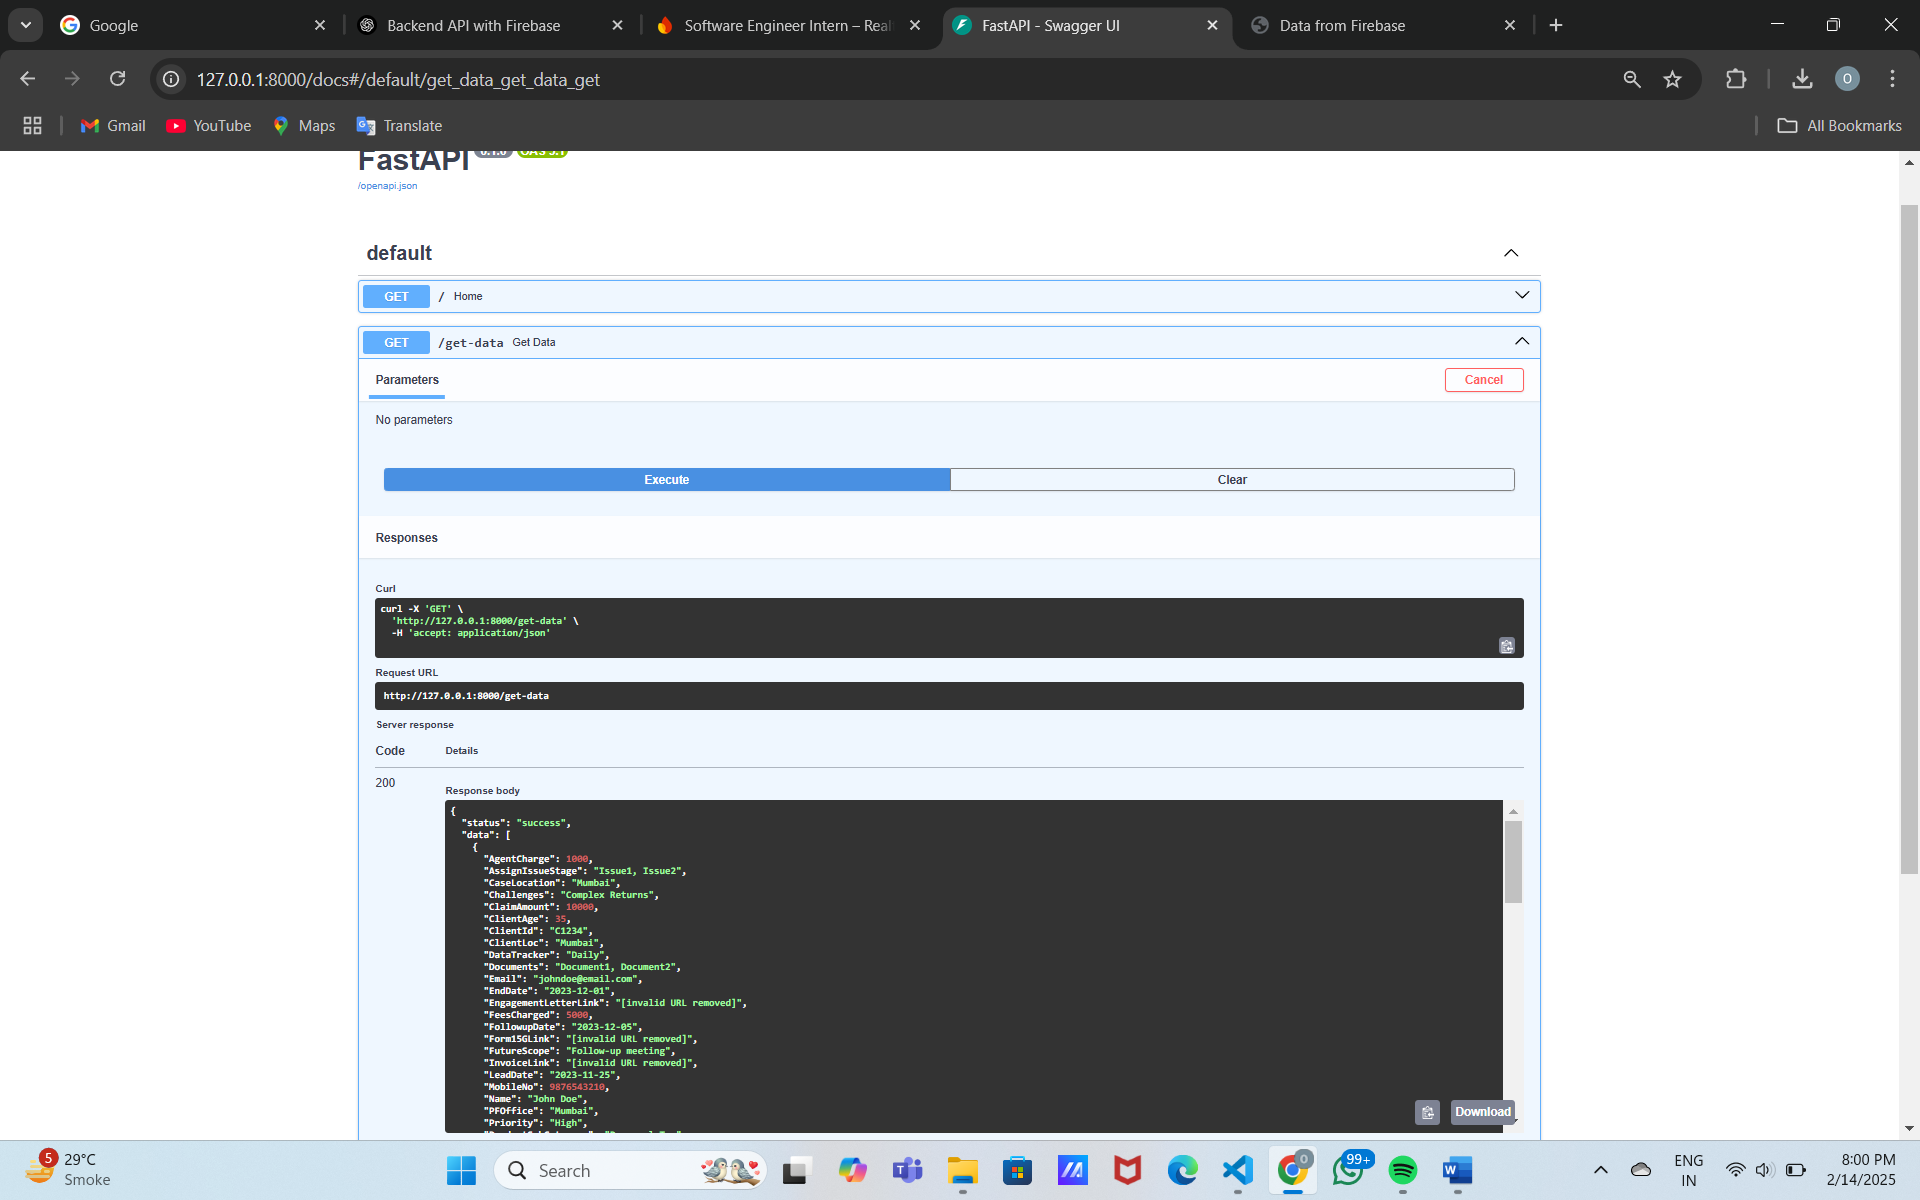 Google
Backend API with Firebase
Software Engineer Intern – Real
FastAPI - Swagger UI
Data from Firebase
127.0.0.1:8000/docs#/default/get_data_get_data_get
O
Gmail
YouTube
Maps
Translate
All Bookmarks
FastAPI 0.1.0 OAS 3.1
/openapi.json
default
GET / Home
GET /get-data Get Data
Parameters
Cancel
No parameters
Execute
Clear
Responses
Curl
curl -X 'GET' \
'http://127.0.0.1:8000/get-data' \
-H 'accept: application/json'
Request URL
http://127.0.0.1:8000/get-data
Server response
Code Details
200
Response body
{
"status": "success",
"data": [
{
"AgentCharge": 1000,
"AssignIssueStage": "Issue1, Issue2",
"CaseLocation": "Mumbai",
"Challenges": "Complex Returns",
"ClaimAmount": 10000,
"ClientAge": 35,
"ClientId": "C1234",
"ClientLoc": "Mumbai",
"DataTracker": "Daily",
"Documents": "Document1, Document2",
"Email": "johndoe@email.com",
"EndDate": "2023-12-01",
"EngagementLetterLink": "[invalid URL removed]",
"FeesCharged": 5000,
"FollowupDate": "2023-12-05",
"Form15GLink": "[invalid URL removed]",
"FutureScope": "Follow-up meeting",
"InvoiceLink": "[invalid URL removed]",
"LeadDate": "2023-11-25",
"MobileNo": 9876543210,
"Name": "John Doe",
"PFOffice": "Mumbai",
"Priority": "High",
Download
5
29°C
Smoke
Search
0
99+
ENG
IN
8:00 PM
2/14/2025